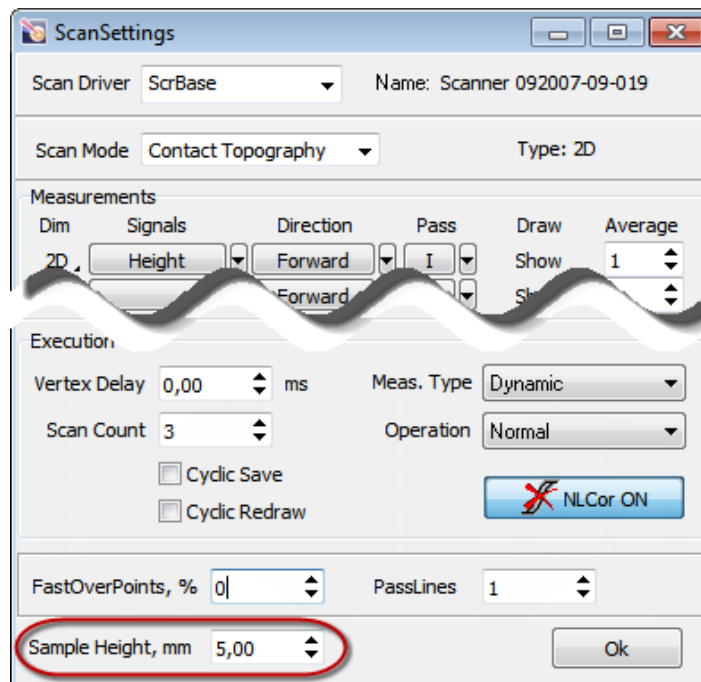 ScanSettings
Scan Driver ScrBase Name: Scanner 092007-09-019
Scan Mode Contact Topography Type: 2D
Measurements
Dim Signals Direction Pass Draw Average
2D Height Forward I Show 1
Forward
Execution
Vertex Delay 0,00 ms Meas. Type Dynamic
Scan Count 3 Operation Normal
Cyclic Save
Cyclic Redraw
NLCor ON
FastOverPoints, % 0 PassLines 1
Sample Height, mm 5,00 Ok